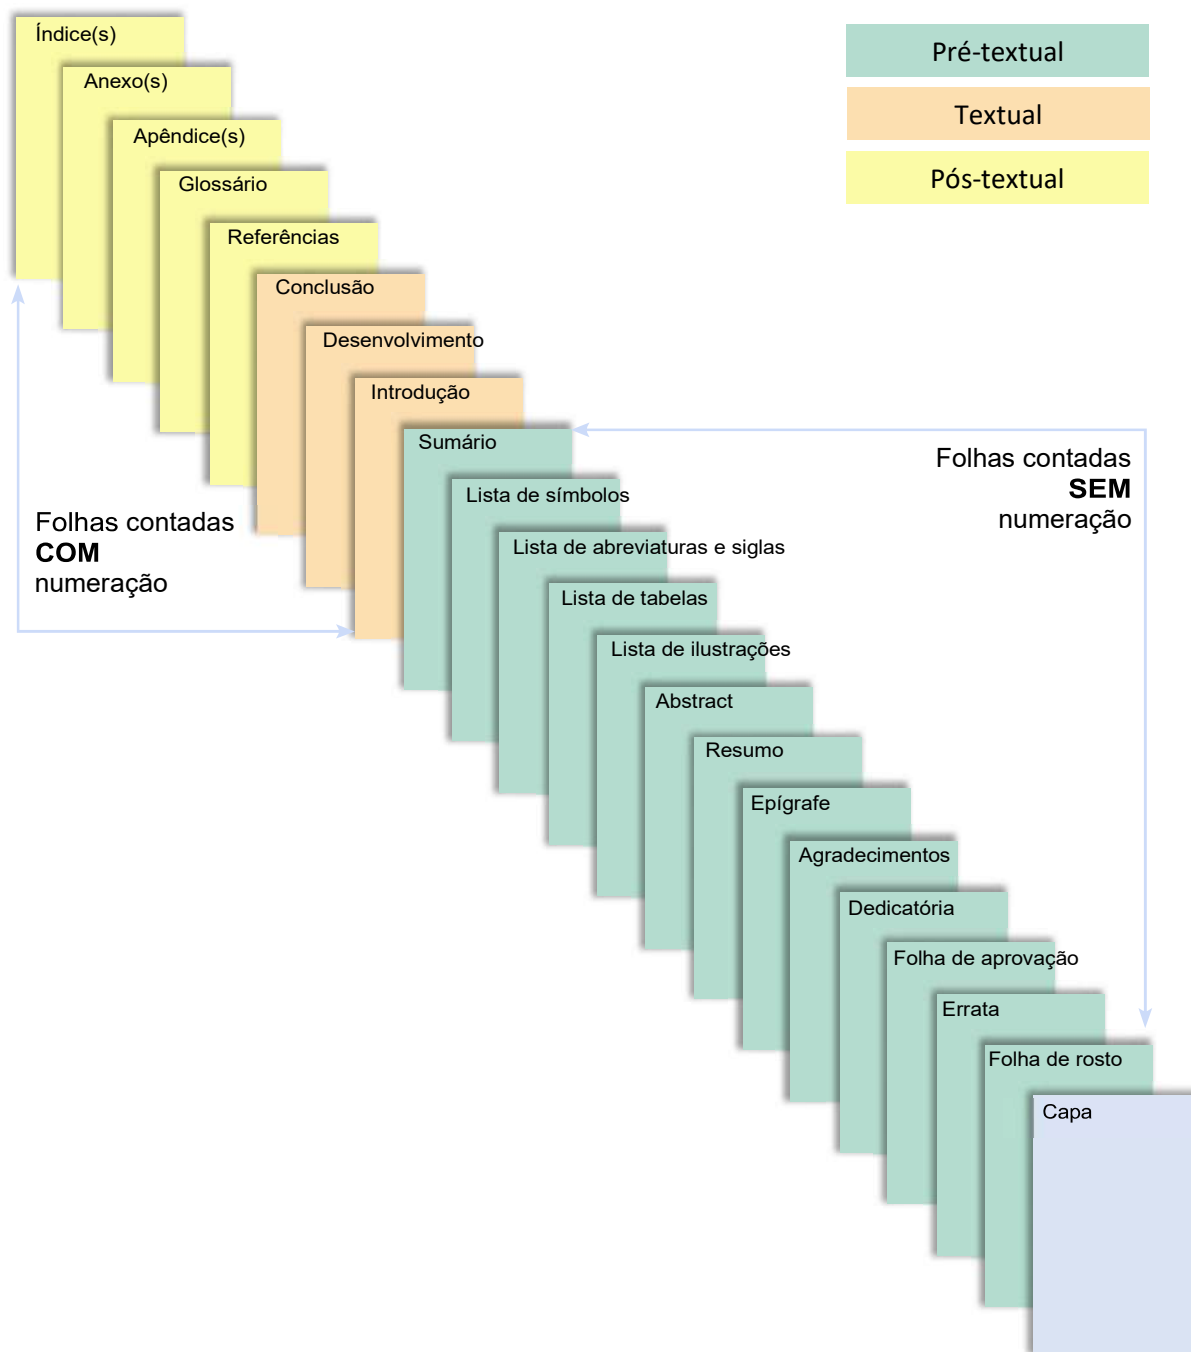 Índice(s)
Anexo(s)
Apêndice(s)
Glossário
Referências
Conclusão
Desenvolvimento
Introdução
Sumário
Lista de símbolos
Lista de abreviaturas e siglas
Lista de tabelas
Lista de ilustrações
Abstract
Resumo
Epígrafe
Agradecimentos
Dedicatória
Folha de aprovação
Errata
Folha de rosto
Capa
Pré-textual
Textual
Pós-textual
Folhas contadas
COM
numeração
Folhas contadas
SEM
numeração